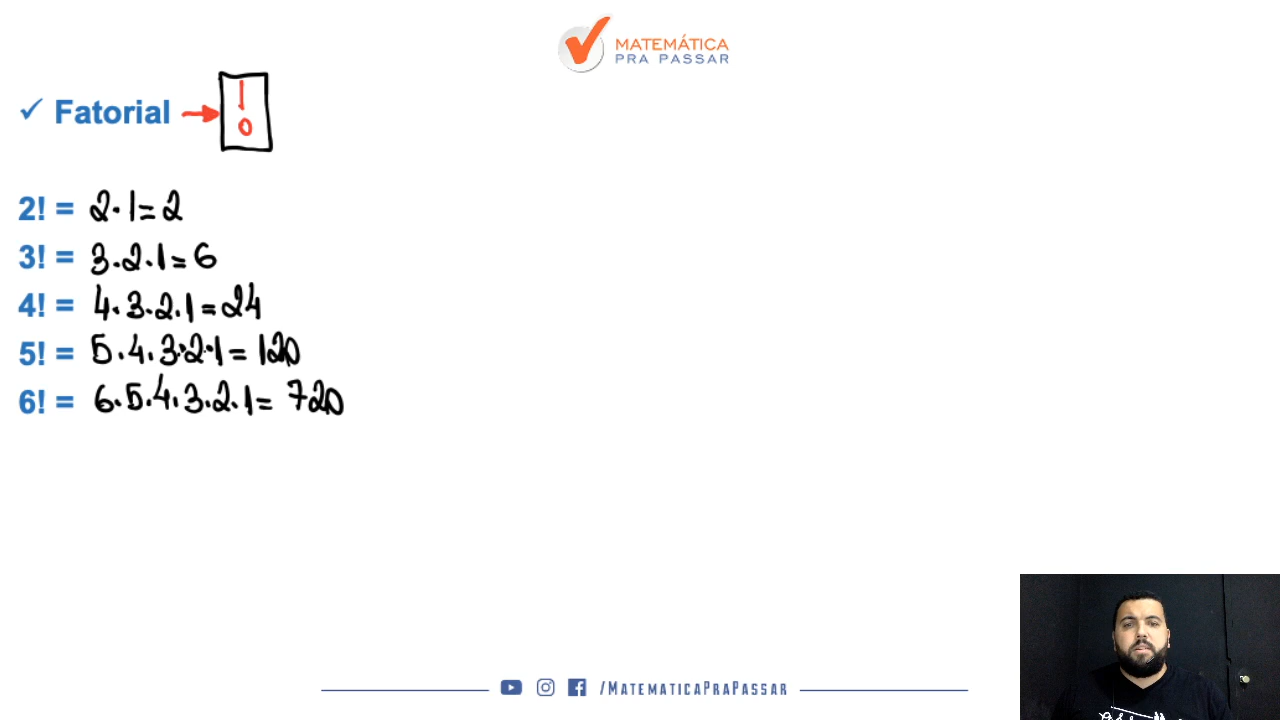 MATEMÁTICA
PRA PASSAR
✓ Fatorial → !
2! = 2·1=2
3! = 3·2·1=6
4! = 4·3·2·1=24
5! = 5·4·3·2·1=120
6! = 6·5·4·3·2·1=720
/MatematicaPraPassar